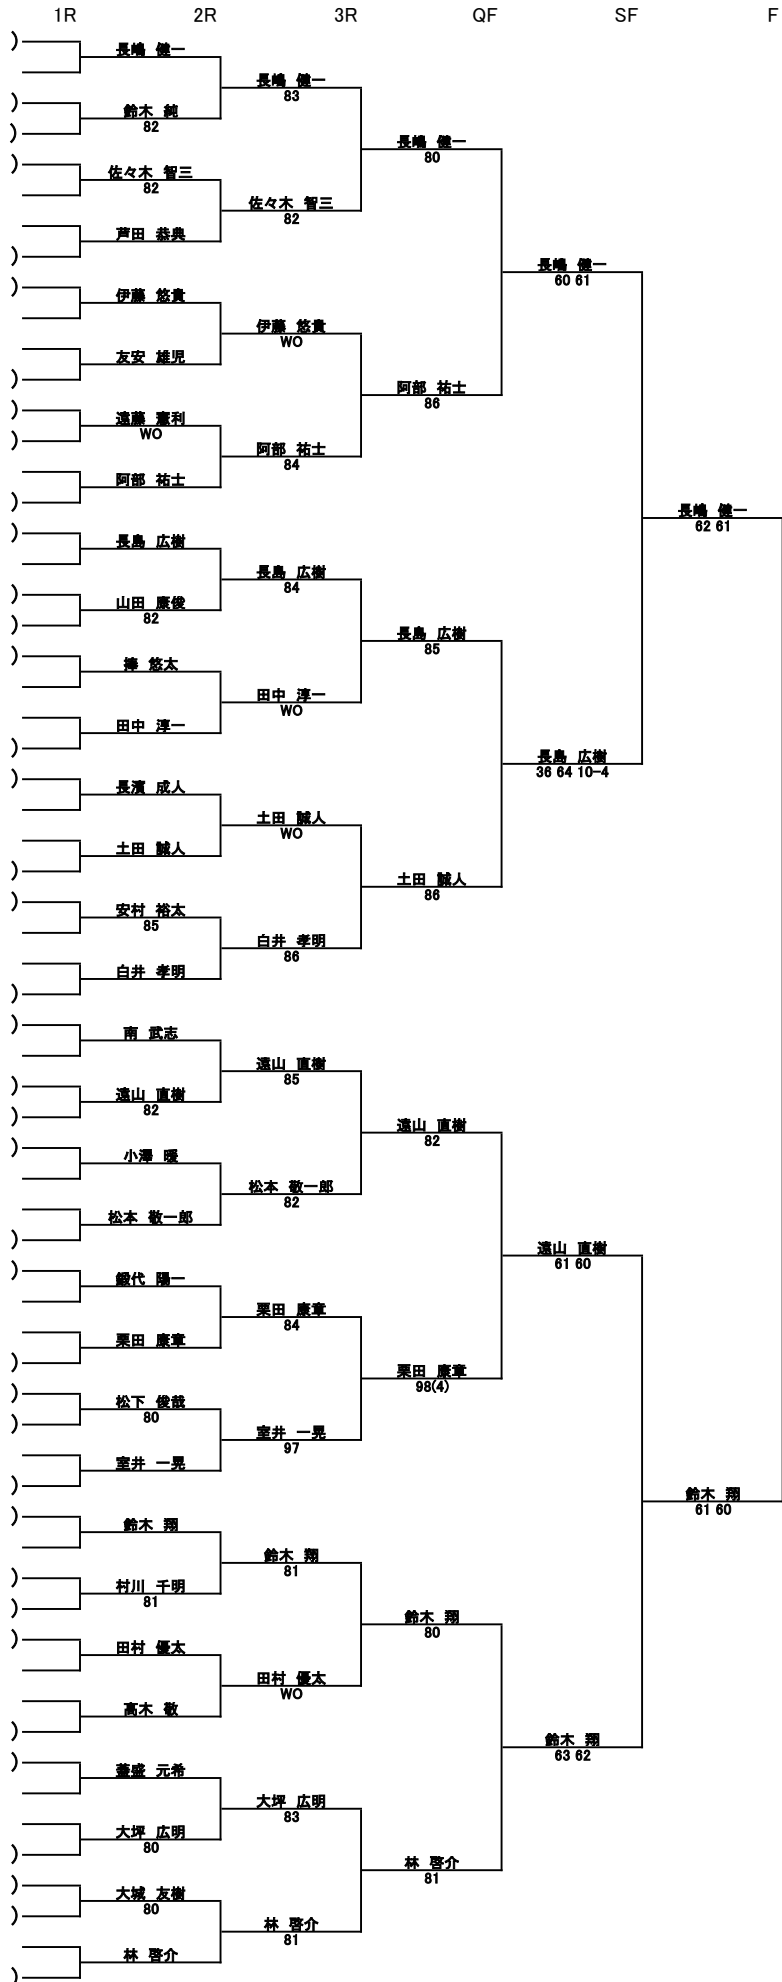 1R 2R 3R QF SF F
)
長嶋 健一
長嶋 健一
83
)
鈴木 純
82
)
長嶋 健一
80
)
佐々木 智三
82
佐々木 智三
82
芦田 恭典
)
長嶋 健一
60 61
)
伊藤 悠貴
伊藤 悠貴
WO
友安 雄児
)
阿部 祐士
86
)
遠藤 憲利
WO
)
阿部 祐士
84
阿部 祐士
)
長嶋 健一
62 61
)
長島 広樹
長島 広樹
84
)
山田 康俊
82
)
長島 広樹
85
)
捧 悠太
田中 淳一
WO
田中 淳一
)
長島 広樹
36 64 10-4
)
長濱 成人
土田 誠人
WO
土田 誠人
)
土田 誠人
86
)
安村 裕太
85
白井 孝明
86
白井 孝明
)
)
南 武志
遠山 直樹
85
)
遠山 直樹
82
)
遠山 直樹
82
)
小澤 暖
松本 敬一郎
82
松本 敬一郎
)
遠山 直樹
61 60
)
鍛代 陽一
栗田 康章
84
栗田 康章
)
栗田 康章
98(4)
)
松下 俊哉
80
)
室井 一晃
97
室井 一晃
)
鈴木 翔
61 60
)
鈴木 翔
鈴木 翔
81
)
村川 千明
81
)
鈴木 翔
80
)
田村 優太
田村 優太
WO
高木 敬
)
鈴木 翔
63 62
)
元希
大坪 広明
83
大坪 広明
80
)
林 啓介
81
)
大城 友樹
80
)
林 啓介
81
林 啓介
)